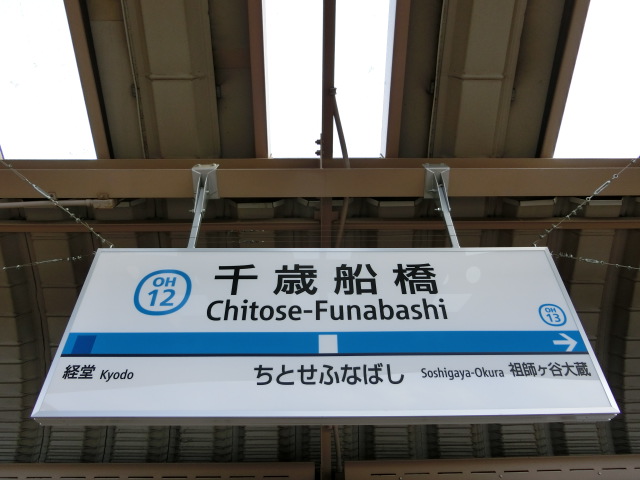 OH
12
千歳船橋
Chitose-Funabashi
OH
13
経堂 Kyodo
ちとせふなばし
Soshigaya-Okura 祖師ヶ谷大蔵